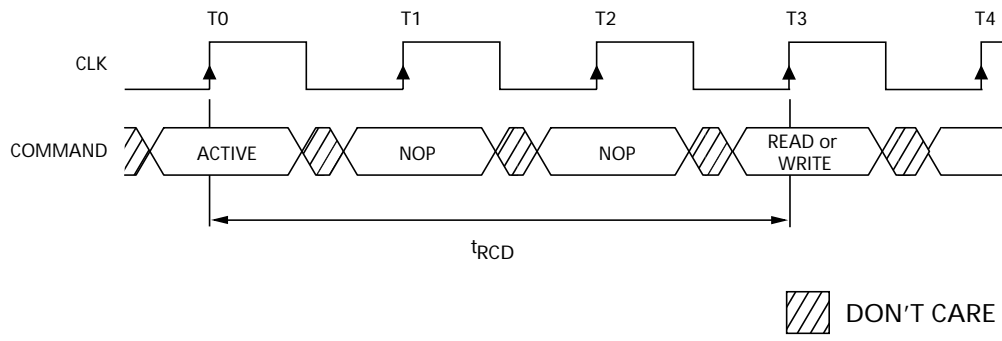 T0 T1 T2 T3 T4
CLK
COMMAND ACTIVE NOP NOP READ or
WRITE
tRCD
DON'T CARE